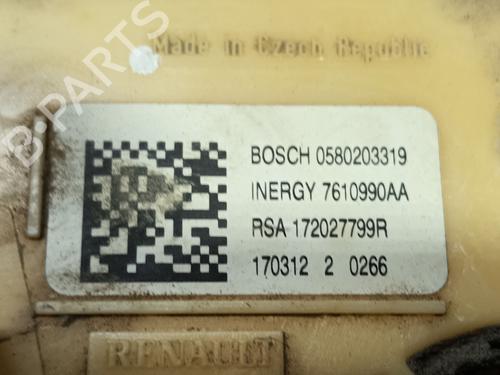 B-PARTS
Made in Czech Republic
BOSCH 0580203319
INERGY 7610990AA
RSA 172027799R
170312 2 0266
RENAULT